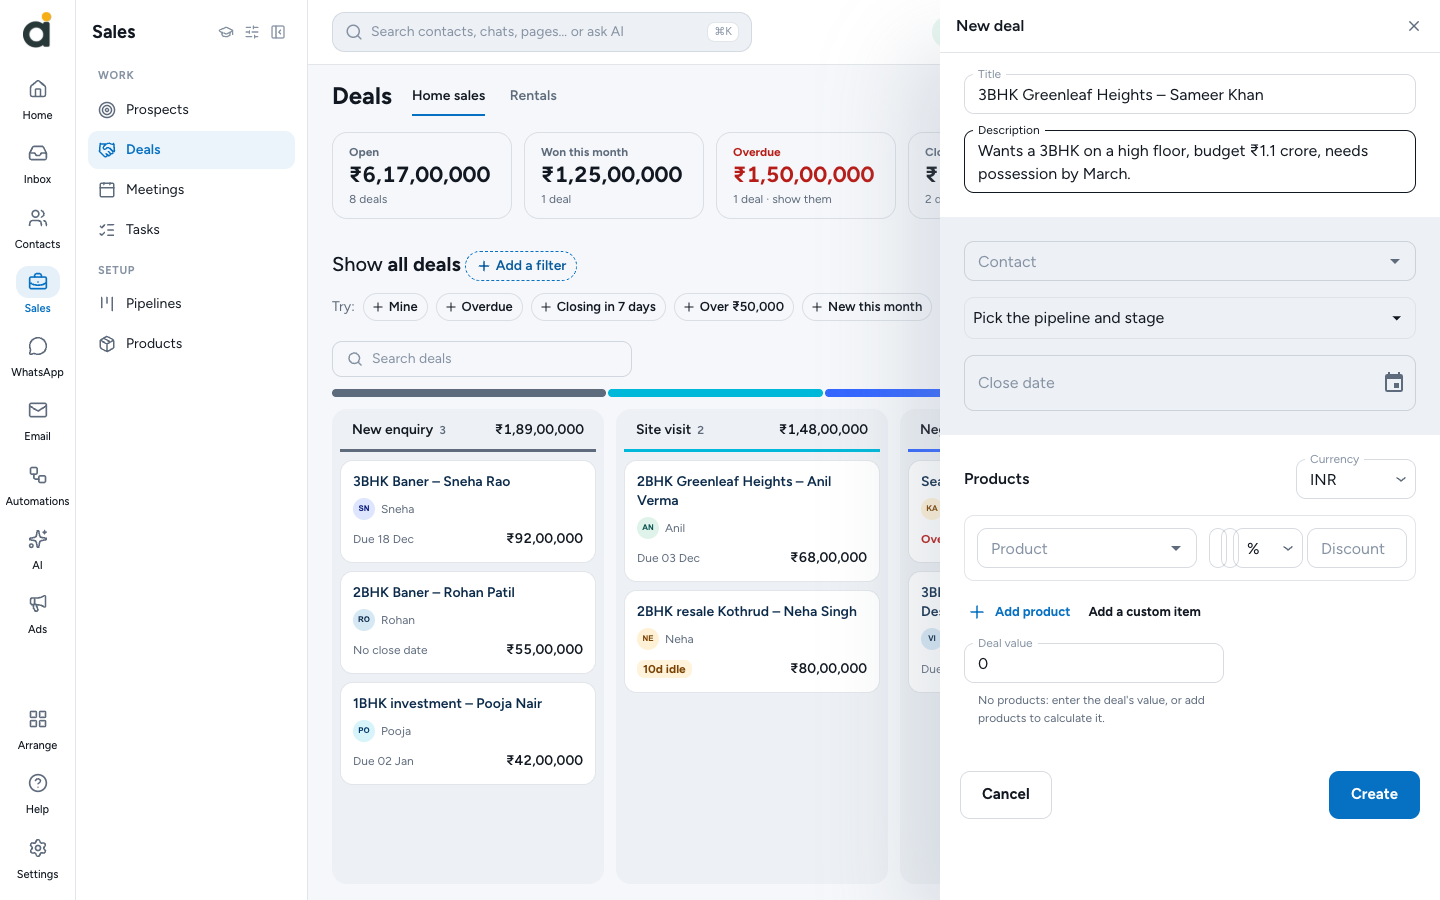 Home
Inbox
Contacts
Sales
WhatsApp
Email
Automations
AI
Ads
Arrange
Help
Settings
Sales
WORK
Prospects
Deals
Meetings
Tasks
SETUP
Pipelines
Products
Search contacts, chats, pages... or ask AI ⌘K
Deals Home sales Rentals
Open
₹6,17,00,000
8 deals
Won this month
₹1,25,00,000
1 deal
Overdue
₹1,50,00,000
1 deal · show them
Show all deals + Add a filter
Try: + Mine + Overdue + Closing in 7 days + Over ₹50,000 + New this month
Search deals
New enquiry 3 ₹1,89,00,000
3BHK Baner – Sneha Rao
SN Sneha
Due 18 Dec ₹92,00,000
2BHK Baner – Rohan Patil
RO Rohan
No close date ₹55,00,000
1BHK investment – Pooja Nair
PO Pooja
Due 02 Jan ₹42,00,000
Site visit 2 ₹1,48,00,000
2BHK Greenleaf Heights – Anil
Verma
AN Anil
Due 03 Dec ₹68,00,000
2BHK resale Kothrud – Neha Singh
NE Neha
10d idle ₹80,00,000
KA
VI
Due
New deal
Title
3BHK Greenleaf Heights – Sameer Khan
Description
Wants a 3BHK on a high floor, budget ₹1.1 crore, needs
possession by March.
Contact
Pick the pipeline and stage
Close date
Products
Currency
INR
Product % Discount
+ Add product Add a custom item
Deal value
0
No products: enter the deal's value, or add
products to calculate it.
Cancel Create